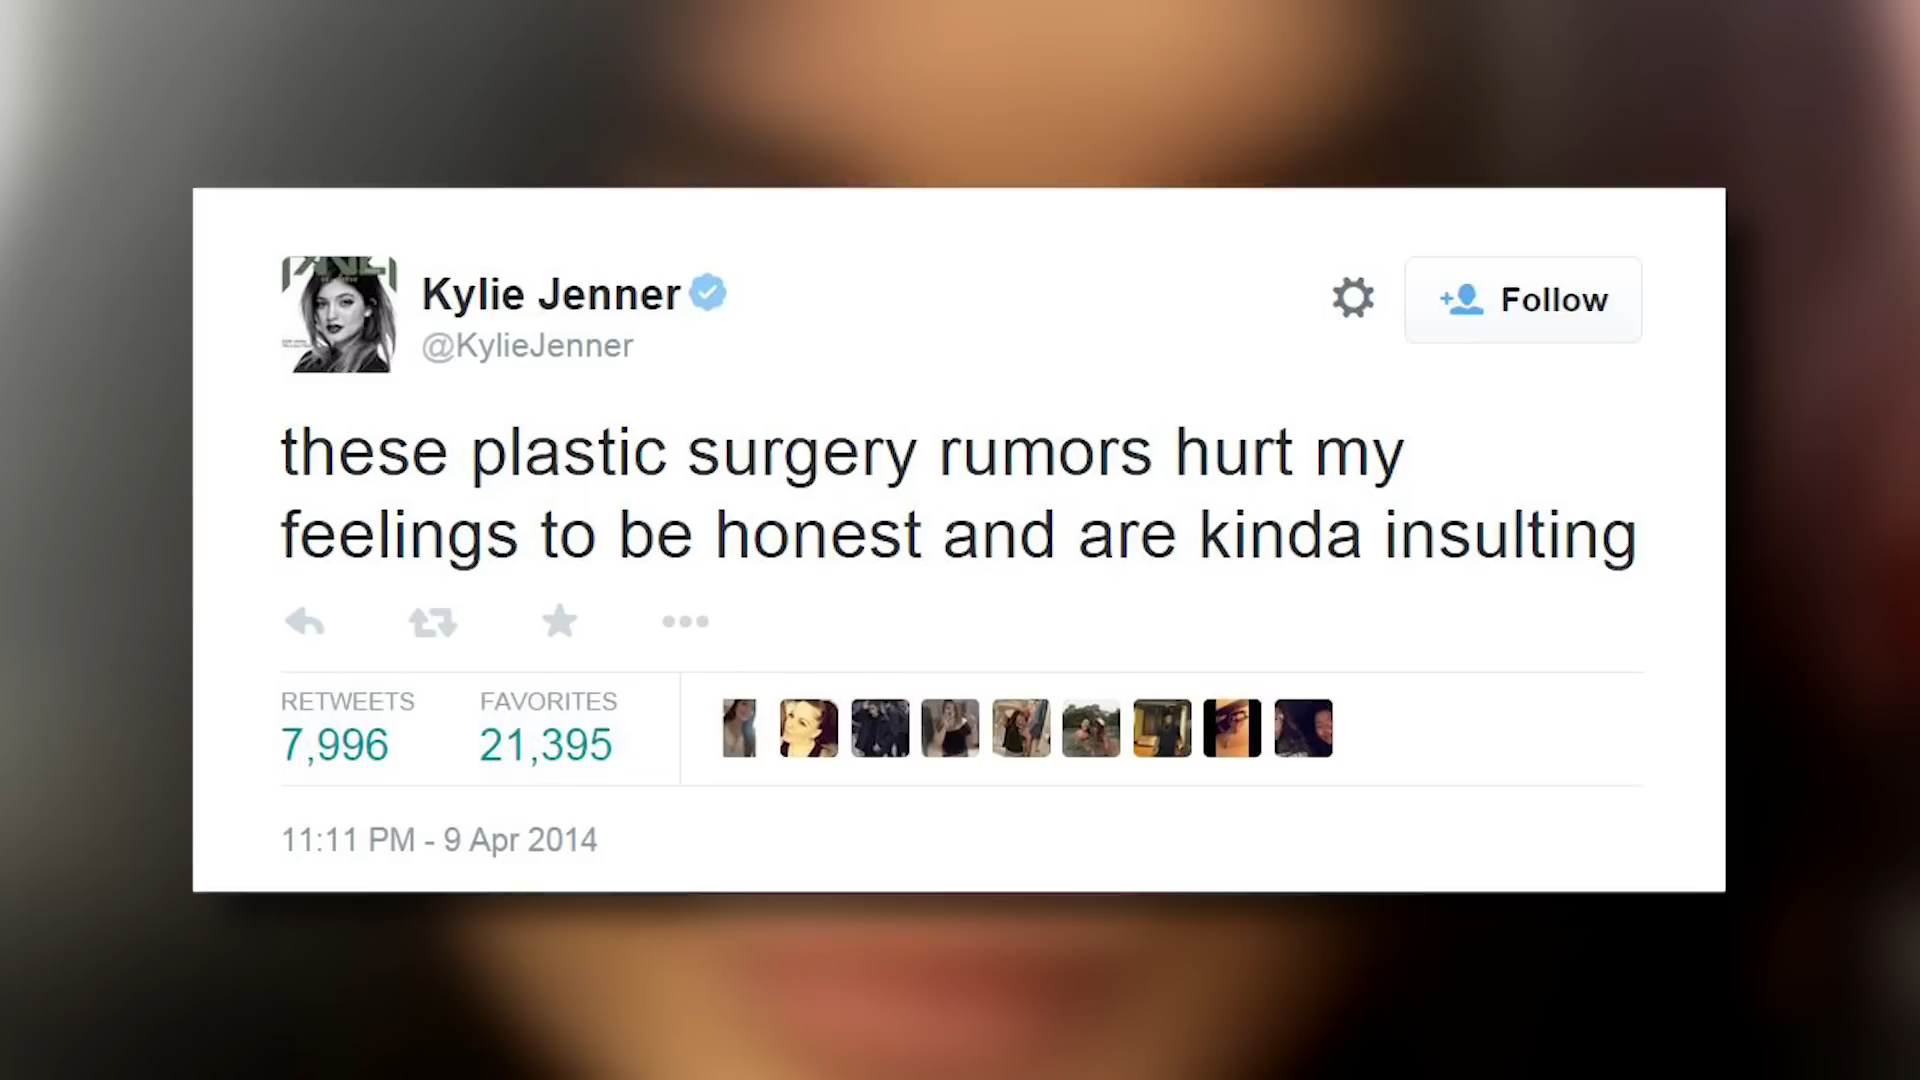 Kylie Jenner
@KylieJenner
Follow
these plastic surgery rumors hurt my
feelings to be honest and are kinda insulting
RETWEETS FAVORITES
7,996 21,395
11:11 PM - 9 Apr 2014